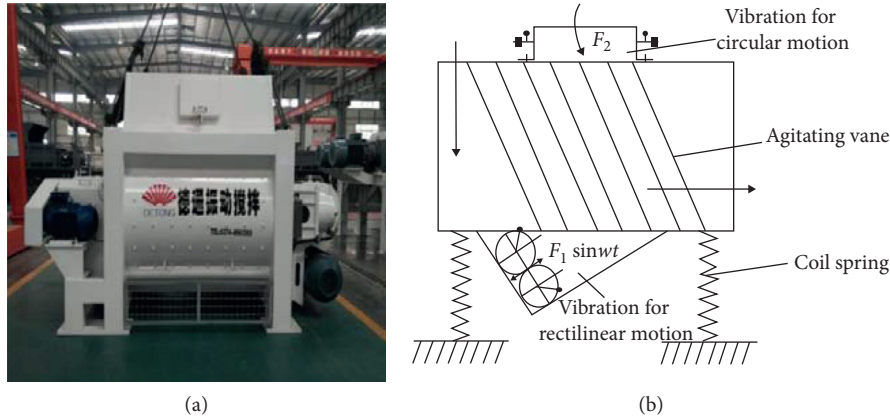 德通振动搅拌
DETONG
(a)
Vibration for
circular motion
F2
Agitating vane
F1 sinwt
Coil spring
Vibration for
rectilinear motion
(b)